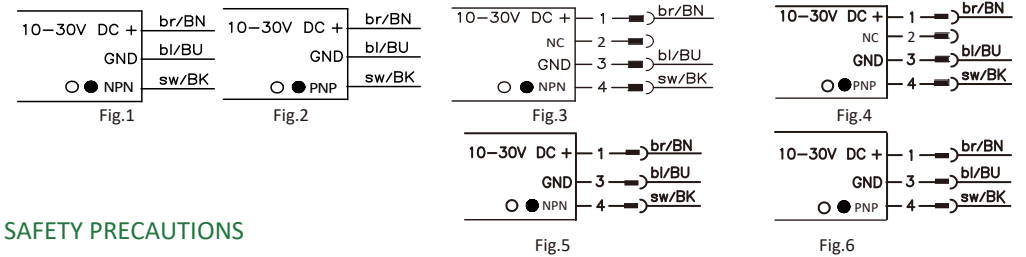 10-30V DC + br/BN
GND bl/BU
NPN sw/BK
Fig.1
10-30V DC + br/BN
GND bl/BU
PNP sw/BK
Fig.2
10-30V DC + 1 br/BN
NC 2
GND 3 bl/BU
NPN 4 sw/BK
Fig.3
10-30V DC + 1 br/BN
NC 2
GND 3 bl/BU
PNP 4 sw/BK
Fig.4
10-30V DC + 1 br/BN
GND 3 bl/BU
NPN 4 sw/BK
Fig.5
10-30V DC + 1 br/BN
GND 3 bl/BU
PNP 4 sw/BK
Fig.6
SAFETY PRECAUTIONS